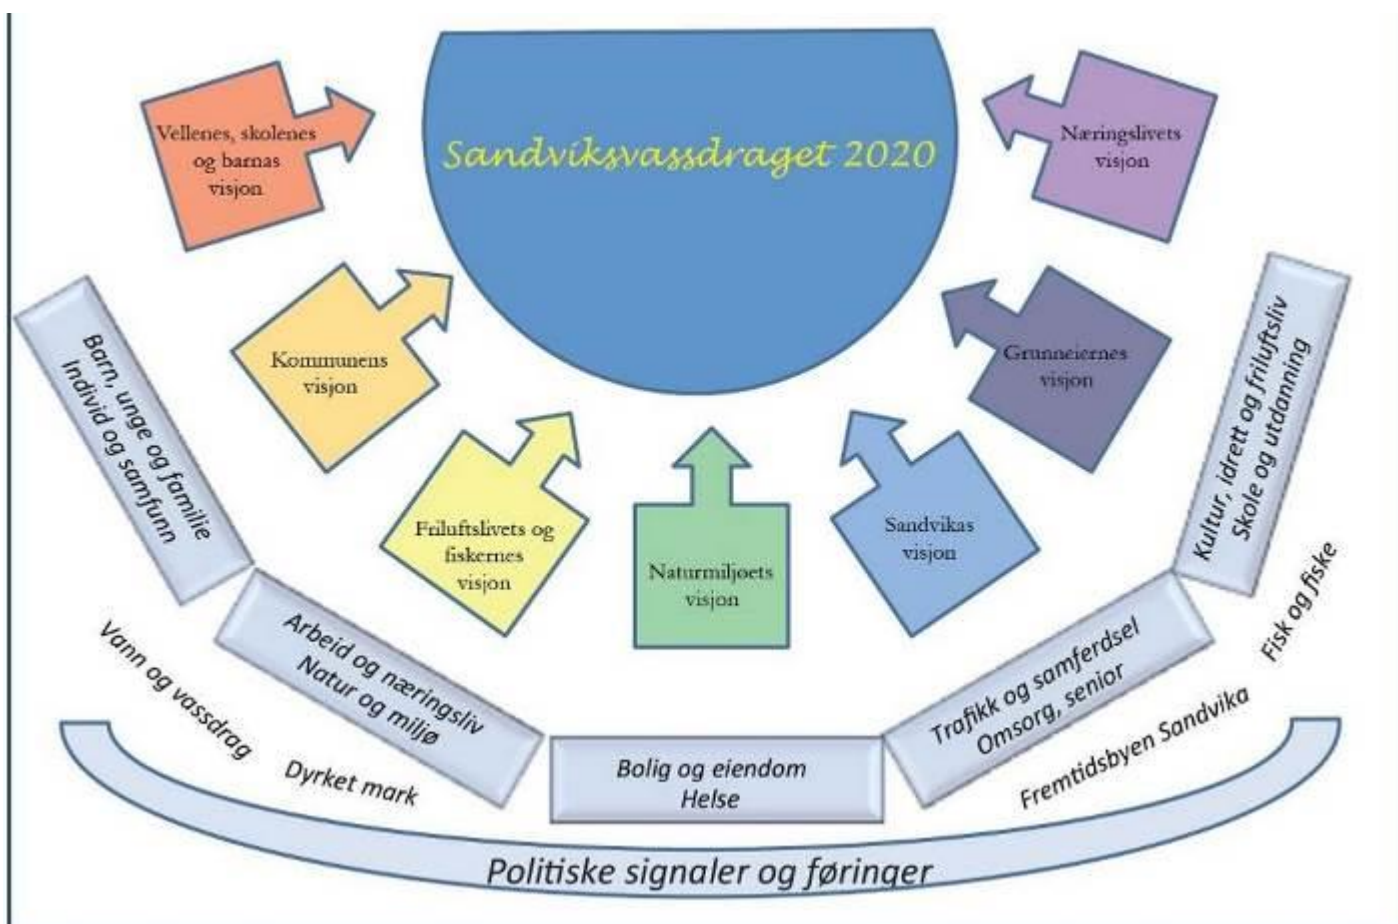 Sandviksvassdraget 2020
Vellenes, skolenes
og barnas
visjon
Kommunens
visjon
Friluftslivets og
fiskernes
visjon
Naturmiljøets
visjon
Sandvikas
visjon
Grunneiernes
visjon
Næringslivets
visjon
Barn, unge og familie
Individ og samfunn
Arbeid og næringsliv
Natur og miljø
Bolig og eiendom
Helse
Trafikk og samferdsel
Omsorg, senior
Kultur, idrett og friluftsliv
Skole og utdanning
Vann og vassdrag
Dyrket mark
Fremtidsbyen Sandvika
Fisk og fiske
Politiske signaler og føringer